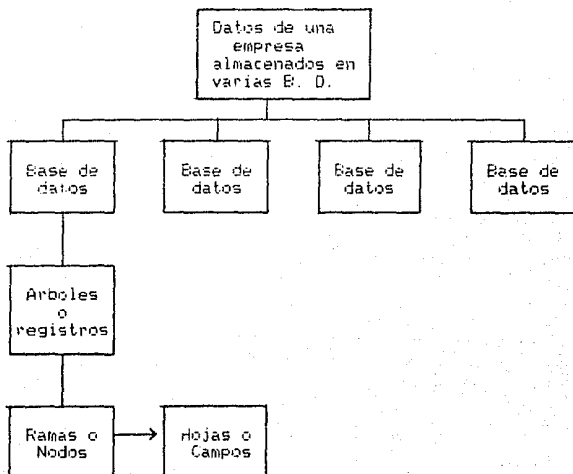 Datos de una
empresa
almacenados en
varias B. D.
Base de
datos
Base de
datos
Base de
datos
Base de
datos
Arboles
o
registros
Ramas o
Nodos
Hojas o
Campos